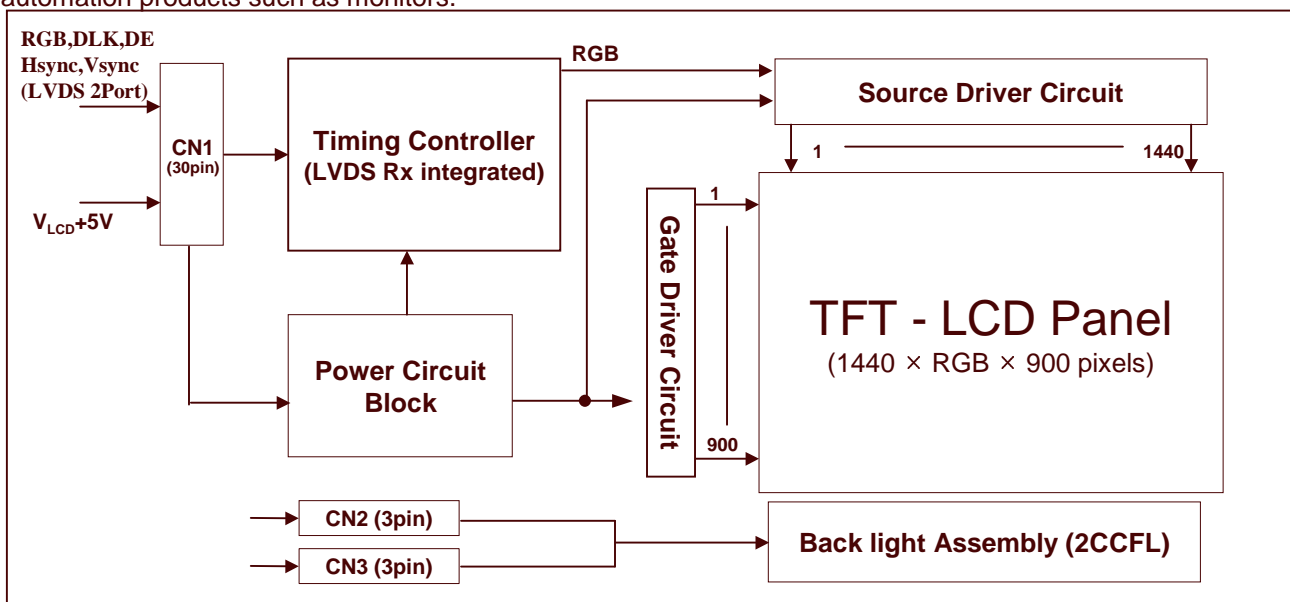 automation products such as monitors.
RGB,DLK,DE
Hsync,Vsync
(LVDS 2Port)
CN1
(30pin)
VLCD+5V
Timing Controller
(LVDS Rx integrated)
RGB
Source Driver Circuit
1
1440
Power Circuit
Block
Gate Driver Circuit
1
900
TFT - LCD Panel
(1440 × RGB × 900 pixels)
CN2 (3pin)
CN3 (3pin)
Back light Assembly (2CCFL)